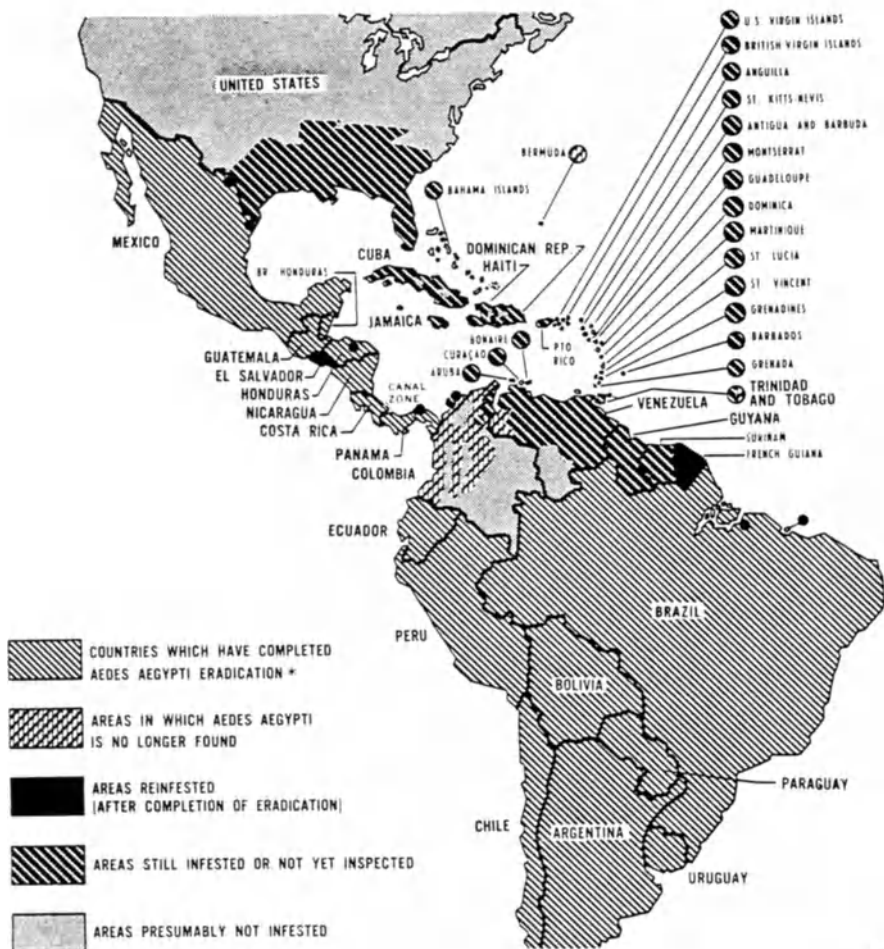 U.S. VIRGIN ISLANDS
BRITISH VIRGIN ISLANDS
ANGUILLA
ST. KITTS-NEVIS
ANTIGUA AND BARBUDA
MONTSERRAT
GUADELOUPE
DOMINICA
MARTINIQUE
ST LUCIA
ST VINCENT
GRENADINES
BARBADOS
GRENADA
TRINIDAD
AND TOBAGO
UNITED STATES
BERMUDA
BAHAMA ISLANDS
MEXICO
CUBA
DOMINICAN REP.
HAITI
BR. HONDURAS
JAMAICA
BONAIRE
CURAÇAO
ARUBA
PTO
RICO
GUATEMALA
EL SALVADOR
HONDURAS
NICARAGUA
COSTA RICA
CANAL
ZONE
PANAMA
COLOMBIA
VENEZUELA
GUYANA
SURINAM
FRENCH GUIANA
ECUADOR
PERU
BRAZIL
BOLIVIA
PARAGUAY
CHILE
ARGENTINA
URUGUAY
COUNTRIES WHICH HAVE COMPLETED
AEDES AEGYPTI ERADICATION *
AREAS IN WHICH AEDES AEGYPTI
IS NO LONGER FOUND
AREAS REINFESTED
(AFTER COMPLETION OF ERADICATION)
AREAS STILL INFESTED OR NOT YET INSPECTED
AREAS PRESUMABLY NOT INFESTED